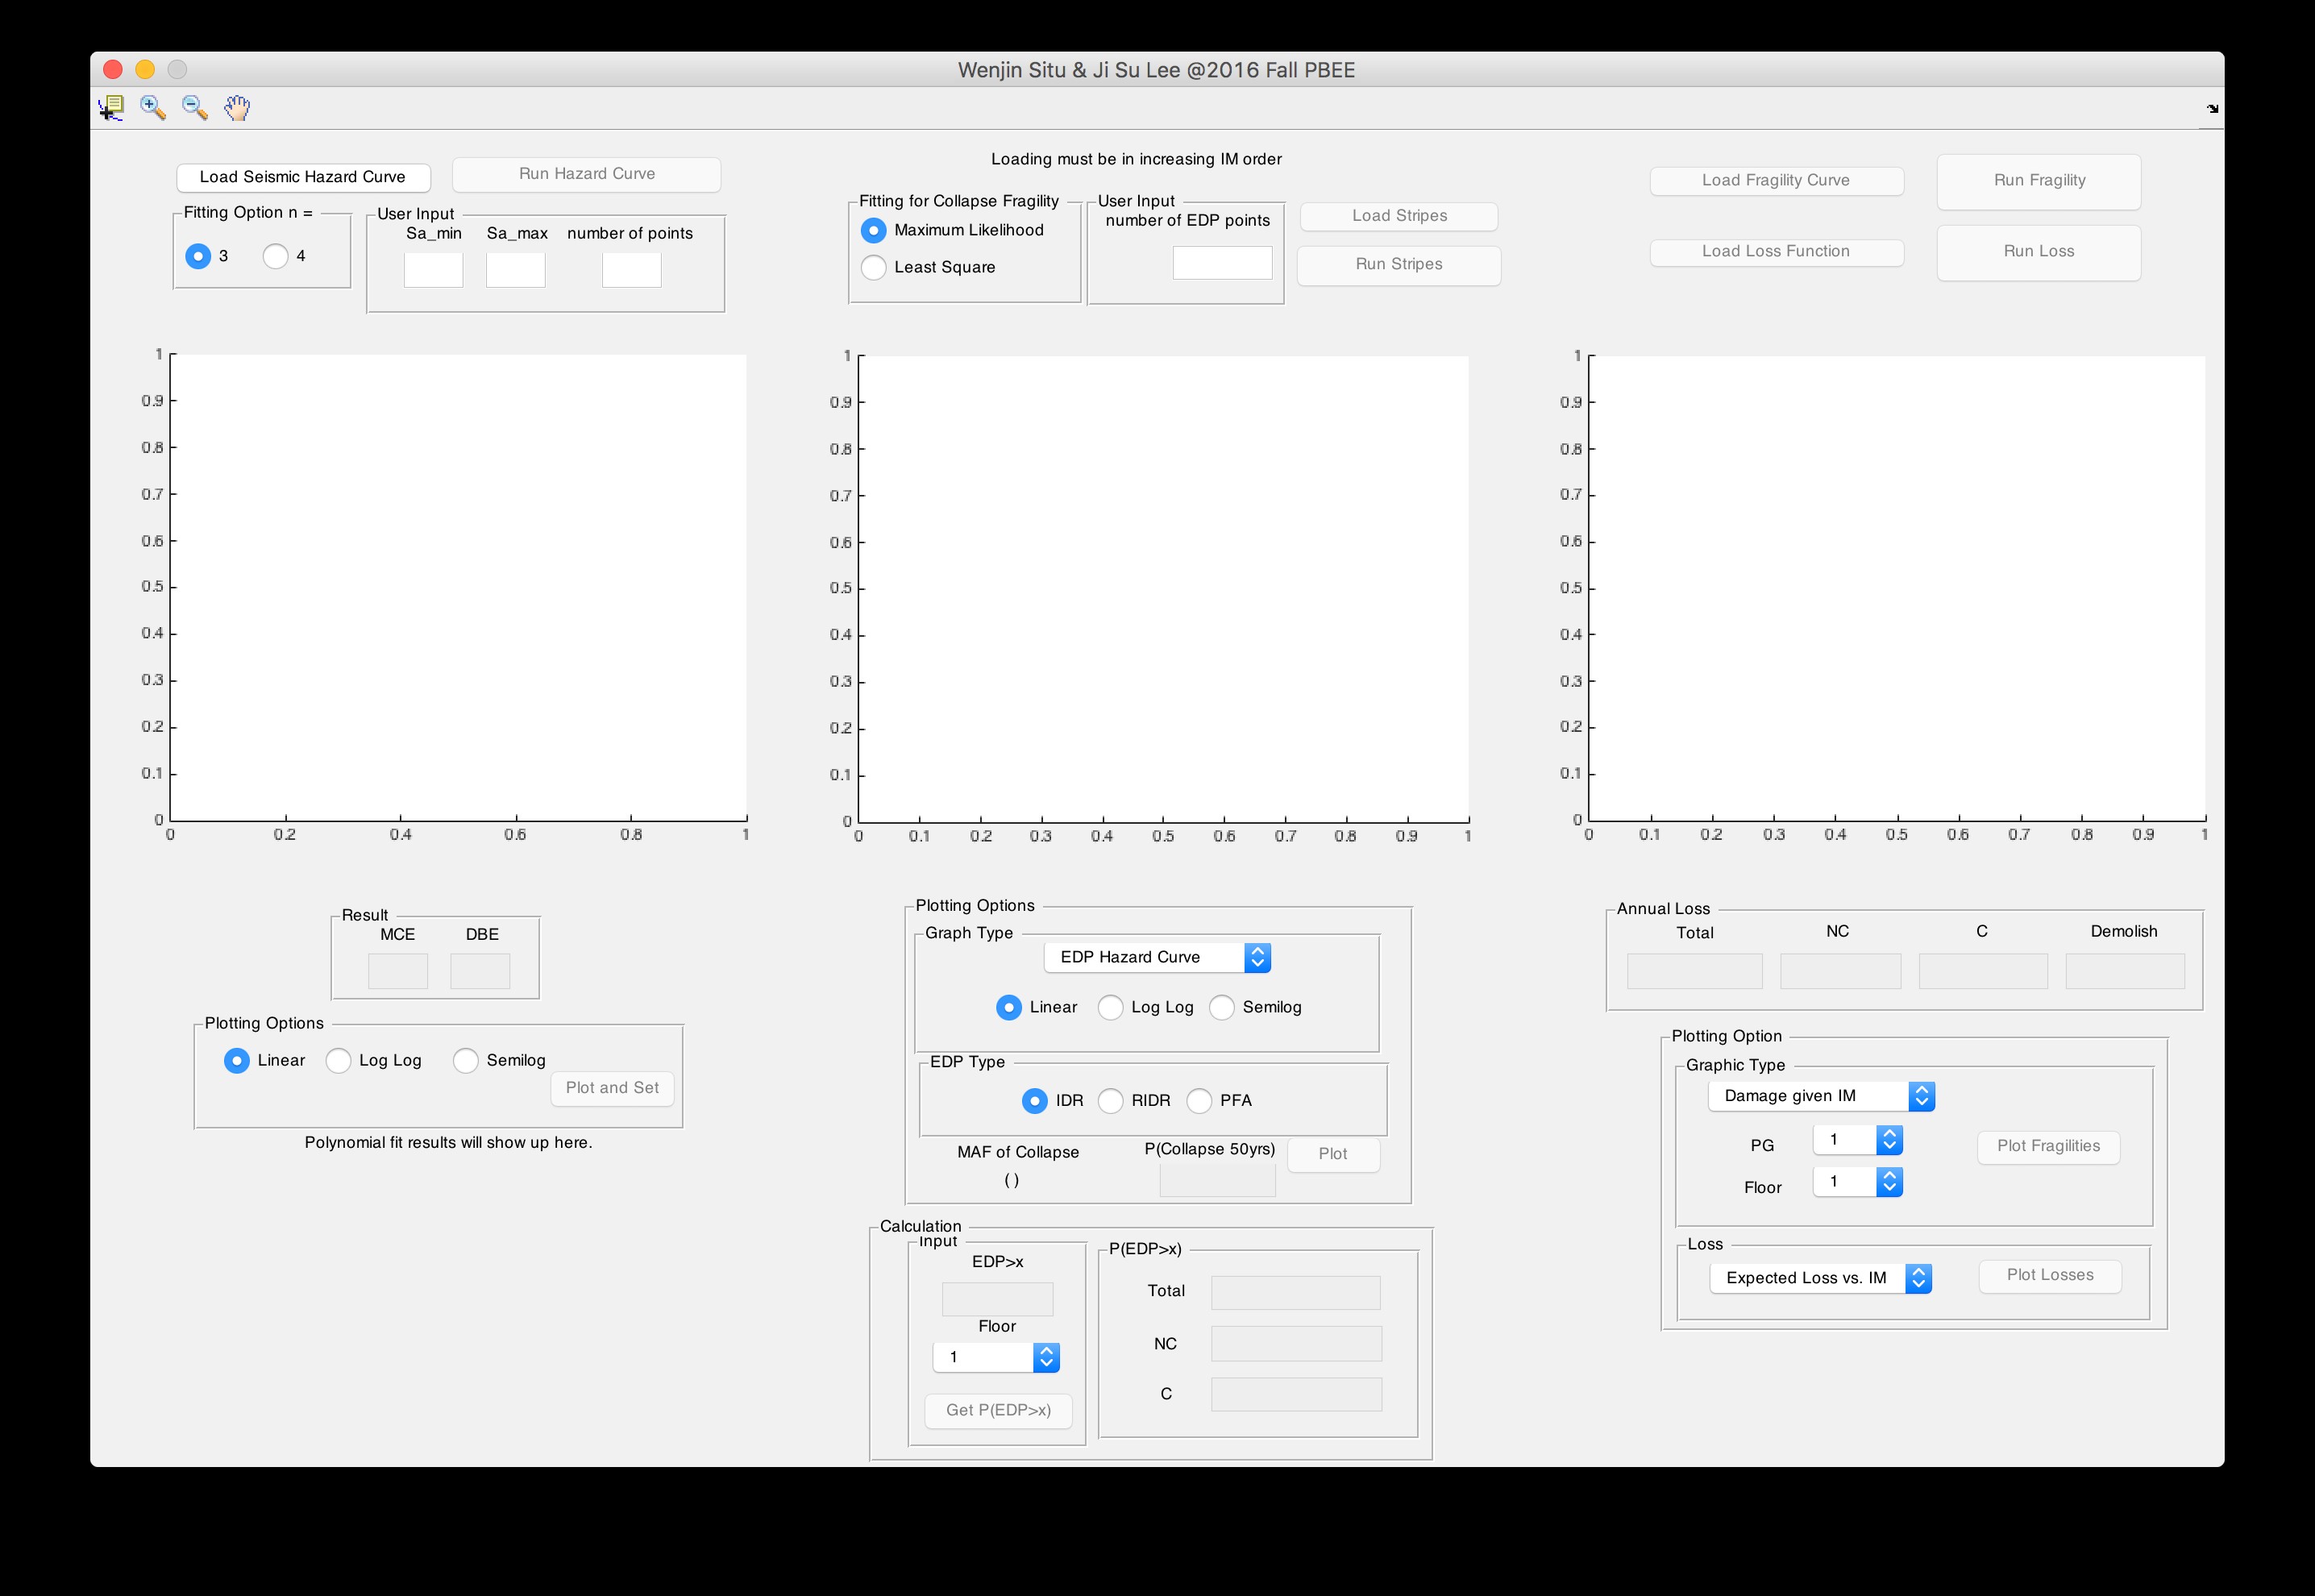 Wenjin Situ & Ji Su Lee @2016 Fall PBEE
Load Seismic Hazard Curve
Run Hazard Curve
Fitting Option n =
3
4
User Input
Sa_min
Sa_max
number of points
Loading must be in increasing IM order
Fitting for Collapse Fragility
Maximum Likelihood
Least Square
User Input
number of EDP points
Load Stripes
Run Stripes
Load Fragility Curve
Run Fragility
Load Loss Function
Run Loss
1
0.9
0.8
0.7
0.6
0.5
0.4
0.3
0.2
0.1
0
0 0.2 0.4 0.6 0.8 1
1
0.9
0.8
0.7
0.6
0.5
0.4
0.3
0.2
0.1
0
0 0.1 0.2 0.3 0.4 0.5 0.6 0.7 0.8 0.9 1
1
0.9
0.8
0.7
0.6
0.5
0.4
0.3
0.2
0.1
0
0 0.1 0.2 0.3 0.4 0.5 0.6 0.7 0.8 0.9 1
Result
MCE
DBE
Plotting Options
Linear
Log Log
Semilog
Plot and Set
Polynomial fit results will show up here.
Plotting Options
Graph Type
EDP Hazard Curve
Linear
Log Log
Semilog
EDP Type
IDR
RIDR
PFA
MAF of Collapse
( )
P(Collapse 50yrs)
Plot
Calculation
Input
EDP>x
Floor
1
Get P(EDP>x)
P(EDP>x)
Total
NC
C
Annual Loss
Total
NC
C
Demolish
Plotting Option
Graphic Type
Damage given IM
PG
1
Floor
1
Plot Fragilities
Loss
Expected Loss vs. IM
Plot Losses